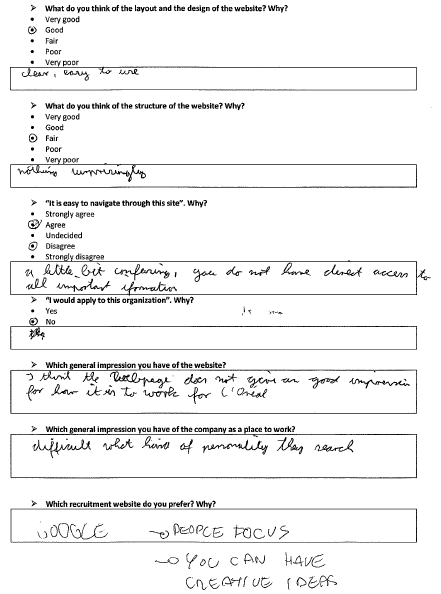 ➢ What do you think of the layout and the design of the website? Why?
• Very good
• Good
• Fair
• Poor
• Very poor
clear, easy to use
➢ What do you think of the structure of the website? Why?
• Very good
• Good
• Fair
• Poor
• Very poor
nothing
➢ "It is easy to navigate through this site". Why?
• Strongly agree
• Agree
• Undecided
• Disagree
• Strongly disagree
a little bit confusing, you do not have direct access to
all important
➢ "I would apply to this organization". Why?
• Yes
• No
➢ Which general impression you have of the website?
I think the Webpage does not give an good impression
for how it is to work for L'Oreal
➢ Which general impression you have of the company as a place to work?
difficult what kind of personality they search
➢ Which recruitment website do you prefer? Why?
GOOGLE → PEOPLE FOCUS
→ YOU CAN HAVE
CREATIVE IDEAS